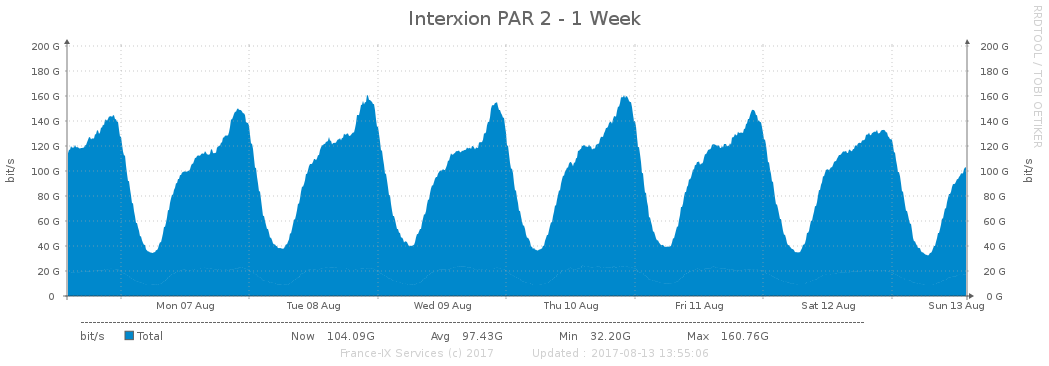 Interxion PAR 2 - 1 Week
RRDTOOL / TOBI OETIKER
200 G 200 G
180 G 180 G
160 G 160 G
140 G 140 G
120 G 120 G
100 G 100 G
80 G 80 G
60 G 60 G
40 G 40 G
20 G 20 G
0 0 G
bit/s bit/s
Mon 07 Aug Tue 08 Aug Wed 09 Aug Thu 10 Aug Fri 11 Aug Sat 12 Aug Sun 13 Aug
bit/s Total Now 104.09G Avg 97.43G Min 32.20G Max 160.76G
France-IX Services (c) 2017 Updated : 2017-08-13 13:55:06